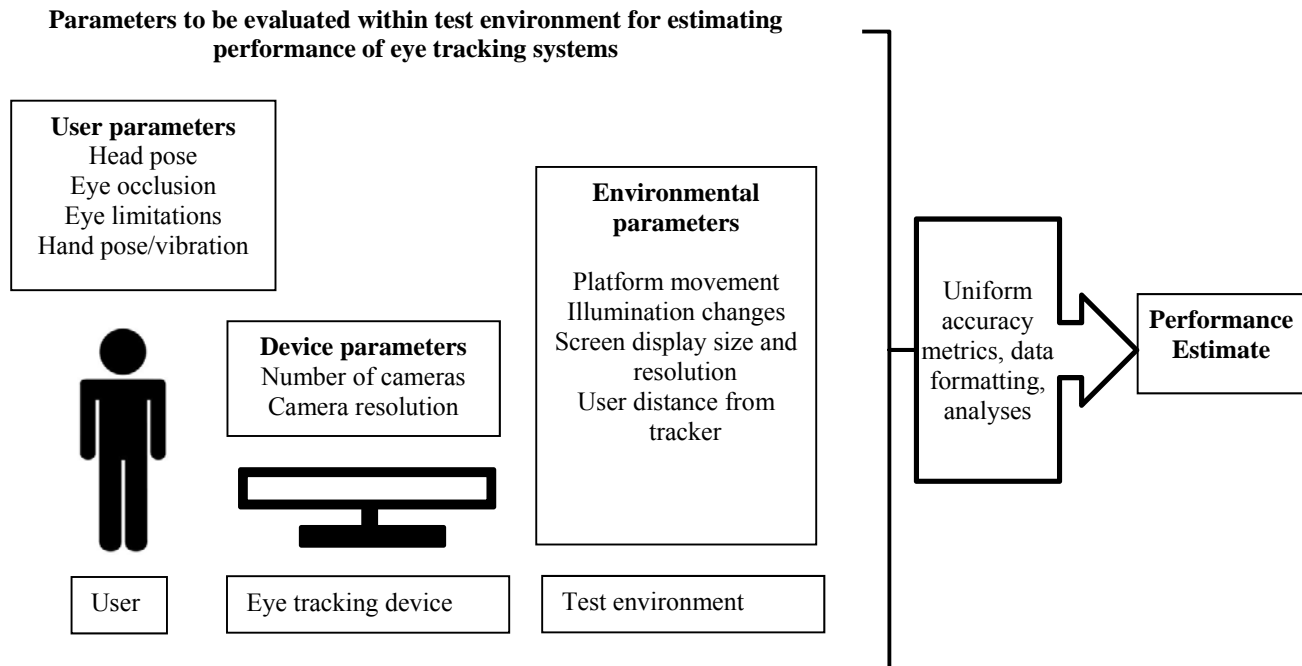 Parameters to be evaluated within test environment for estimating
performance of eye tracking systems
User parameters
Head pose
Eye occlusion
Eye limitations
Hand pose/vibration
Device parameters
Number of cameras
Camera resolution
Environmental
parameters
Platform movement
Illumination changes
Screen display size and
resolution
User distance from
tracker
Uniform
accuracy
metrics, data
formatting,
analyses
Performance
Estimate
User
Eye tracking device
Test environment